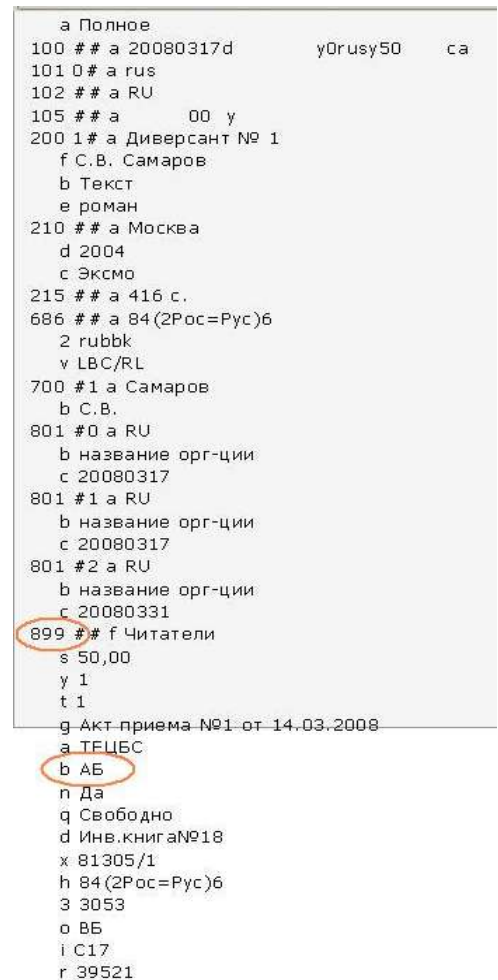 a Полное
100 ## a 20080317d y0rusy50 ca
101 0# a rus
102 ## a RU
105 ## a 00 y
200 1# a Диверсант № 1
f С.В. Самаров
b Текст
e роман
210 ## a Москва
d 2004
c Эксмо
215 ## a 416 с.
686 ## a 84(2Рос=Рус)6
2 rubbk
v LBC/RL
700 #1 a Самаров
b С.В.
801 #0 a RU
b название орг-ции
c 20080317
801 #1 a RU
b название орг-ции
c 20080317
801 #2 a RU
b название орг-ции
c 20080331
899 ## f Читатели
s 50,00
y 1
t 1
g Акт приема №1 от 14.03.2008
a ТЕЦБС
b АБ
n Да
q Свободно
d Инв.книга№18
x 81305/1
h 84(2Рос=Рус)6
3 3053
o ВБ
i С17
r 39521